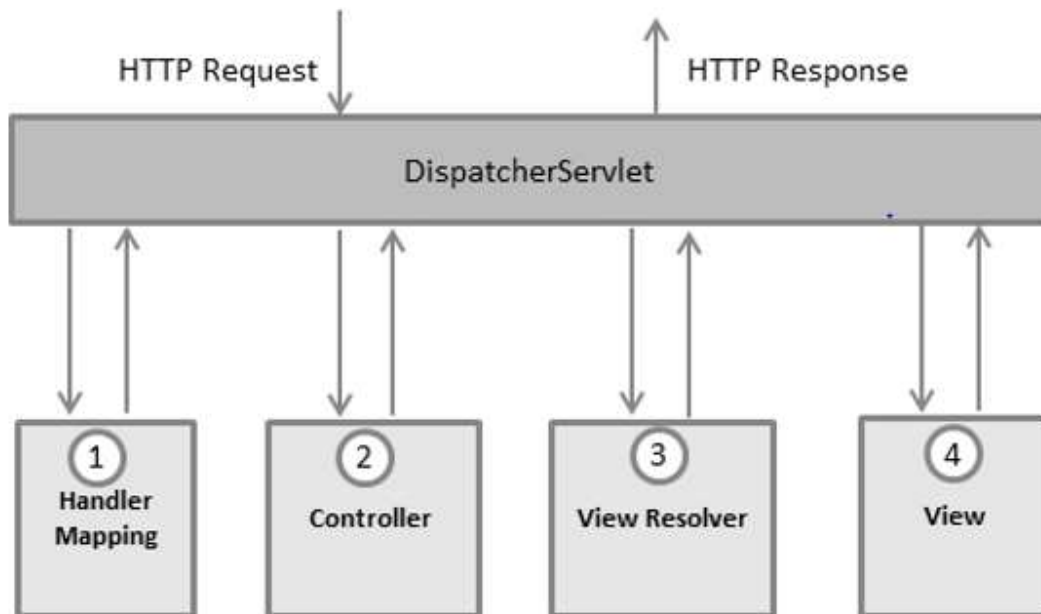 HTTP Request
HTTP Response
DispatcherServlet
1
Handler
Mapping
2
Controller
3
View Resolver
4
View